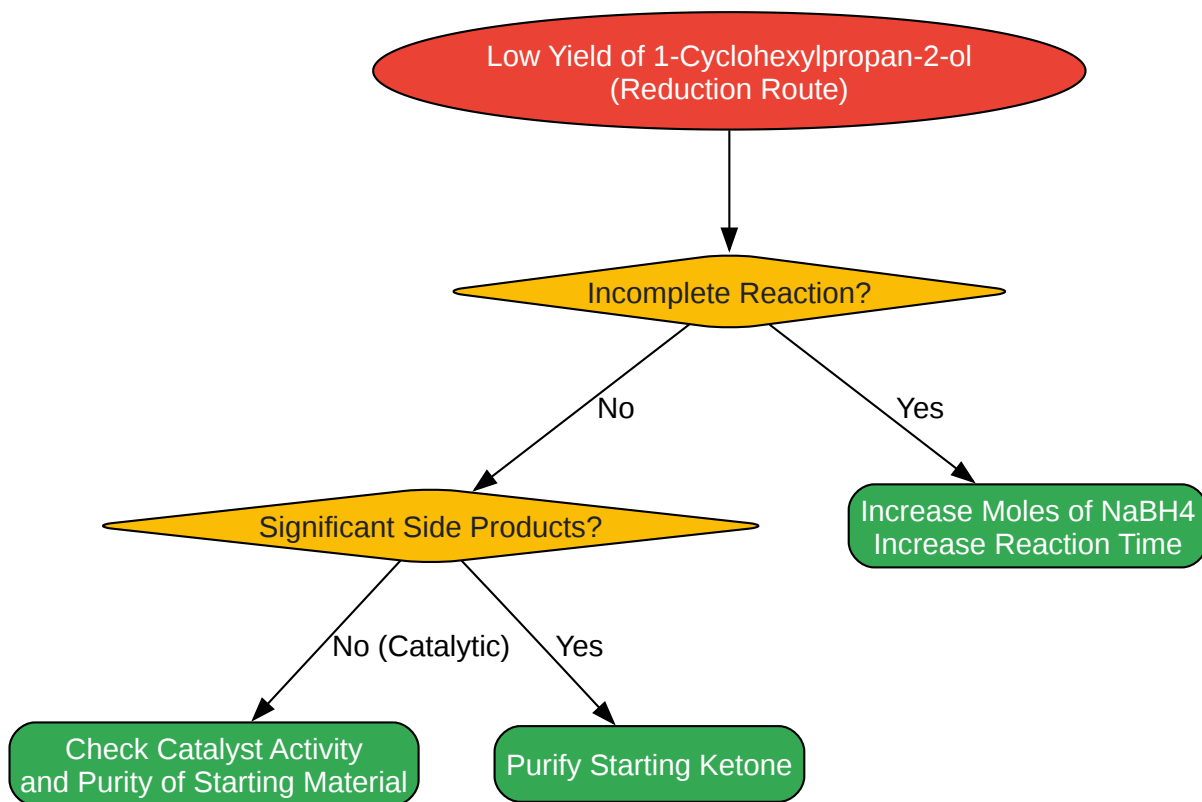 Low Yield of 1-Cyclohexylpropan-2-ol
(Reduction Route)
Incomplete Reaction?
No
Yes
Significant Side Products?
Increase Moles of NaBH4
Increase Reaction Time
No (Catalytic)
Yes
Check Catalyst Activity
and Purity of Starting Material
Purify Starting Ketone